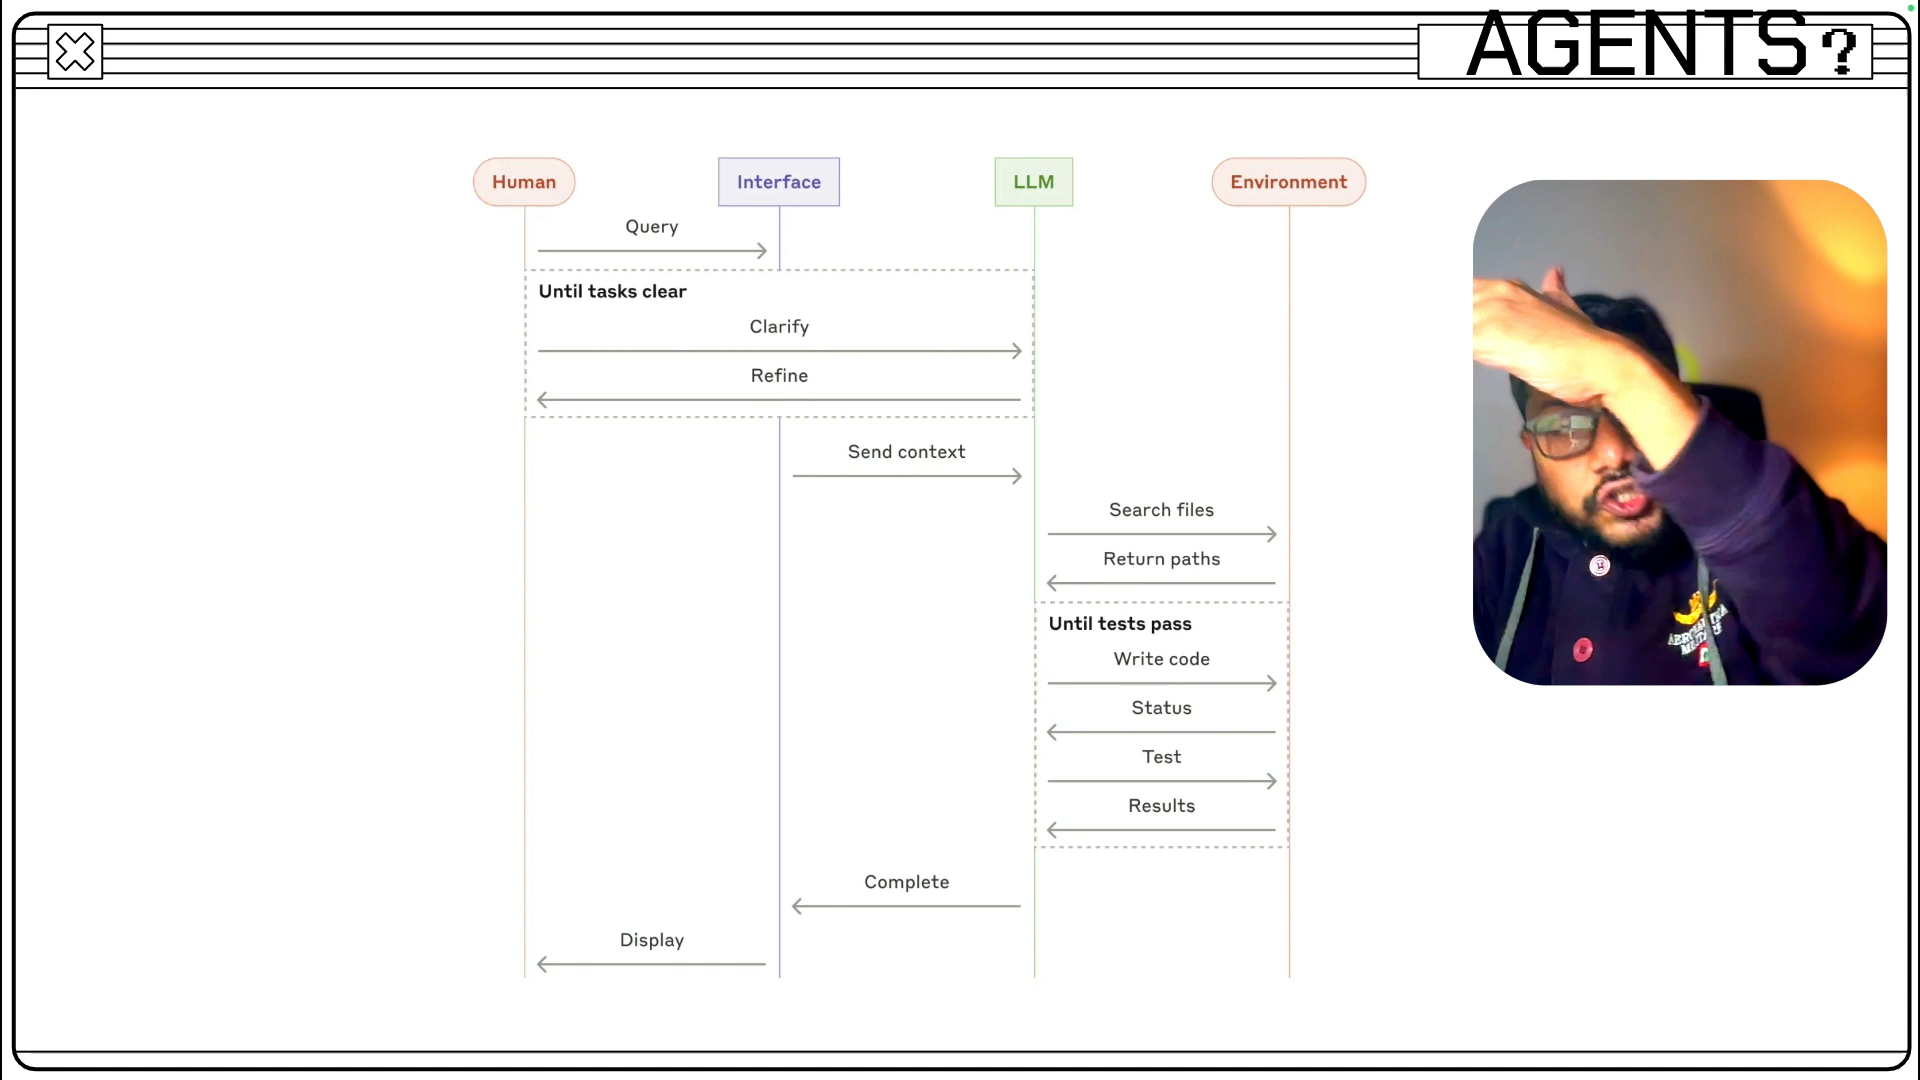 AGENTS?
Human
Interface
LLM
Environment
Query
Until tasks clear
Clarify
Refine
Send context
Search files
Return paths
Until tests pass
Write code
Status
Test
Results
Complete
Display